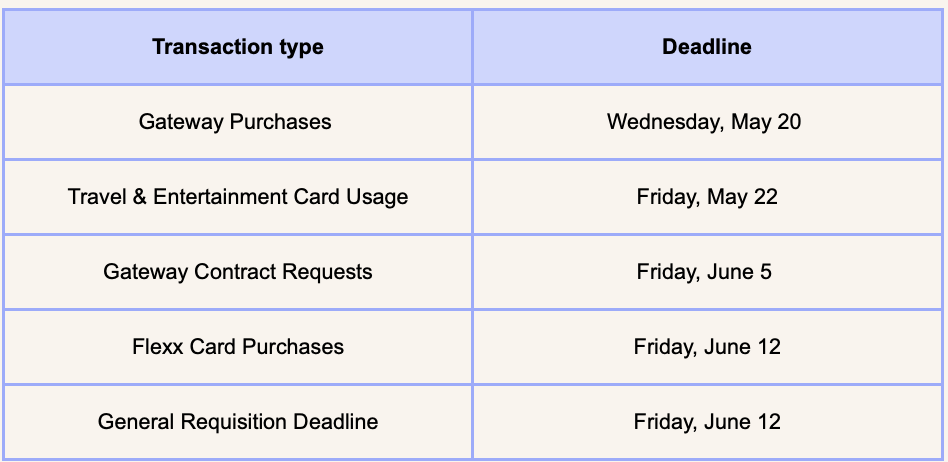 Transaction type Deadline
Gateway Purchases Wednesday, May 20
Travel & Entertainment Card Usage Friday, May 22
Gateway Contract Requests Friday, June 5
Flexx Card Purchases Friday, June 12
General Requisition Deadline Friday, June 12